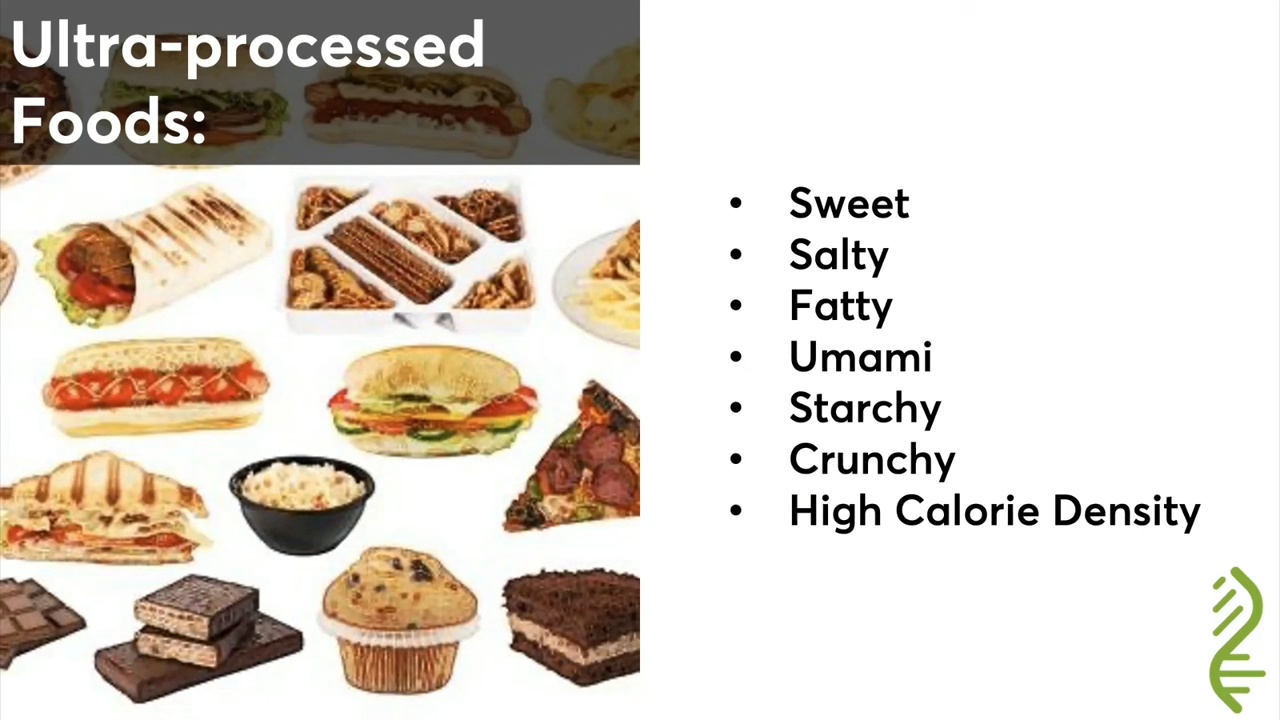 Ultra-processed
Foods:
• Sweet
• Salty
• Fatty
• Umami
• Starchy
• Crunchy
• High Calorie Density